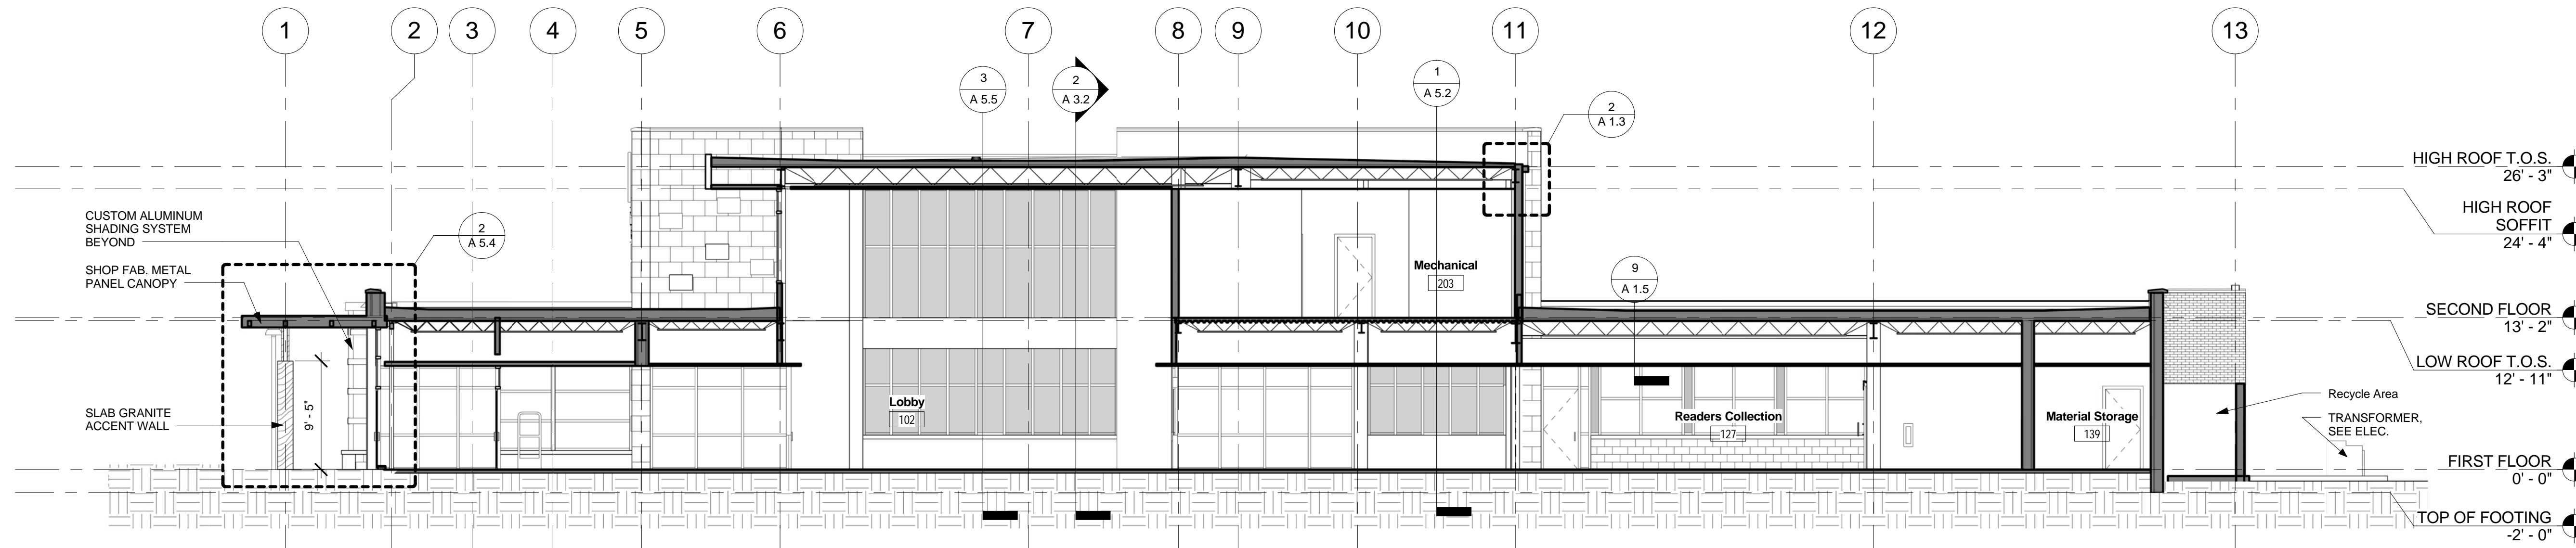 1
2
3
4
5
6
7
8
9
10
11
12
13
3
A 5.5
2
A 3.2
1
A 5.2
2
A 1.3
HIGH ROOF T.O.S.
26' - 3"
HIGH ROOF
SOFFIT
24' - 4"
CUSTOM ALUMINUM
SHADING SYSTEM
BEYOND
2
A 5.4
SHOP FAB. METAL
PANEL CANOPY
Mechanical
203
9
A 1.5
SECOND FLOOR
13' - 2"
LOW ROOF T.O.S.
12' - 11"
SLAB GRANITE
ACCENT WALL
9' - 5"
Lobby
102
Readers Collection
127
Material Storage
139
Recycle Area
TRANSFORMER,
SEE ELEC.
FIRST FLOOR
0' - 0"
TOP OF FOOTING
-2' - 0"